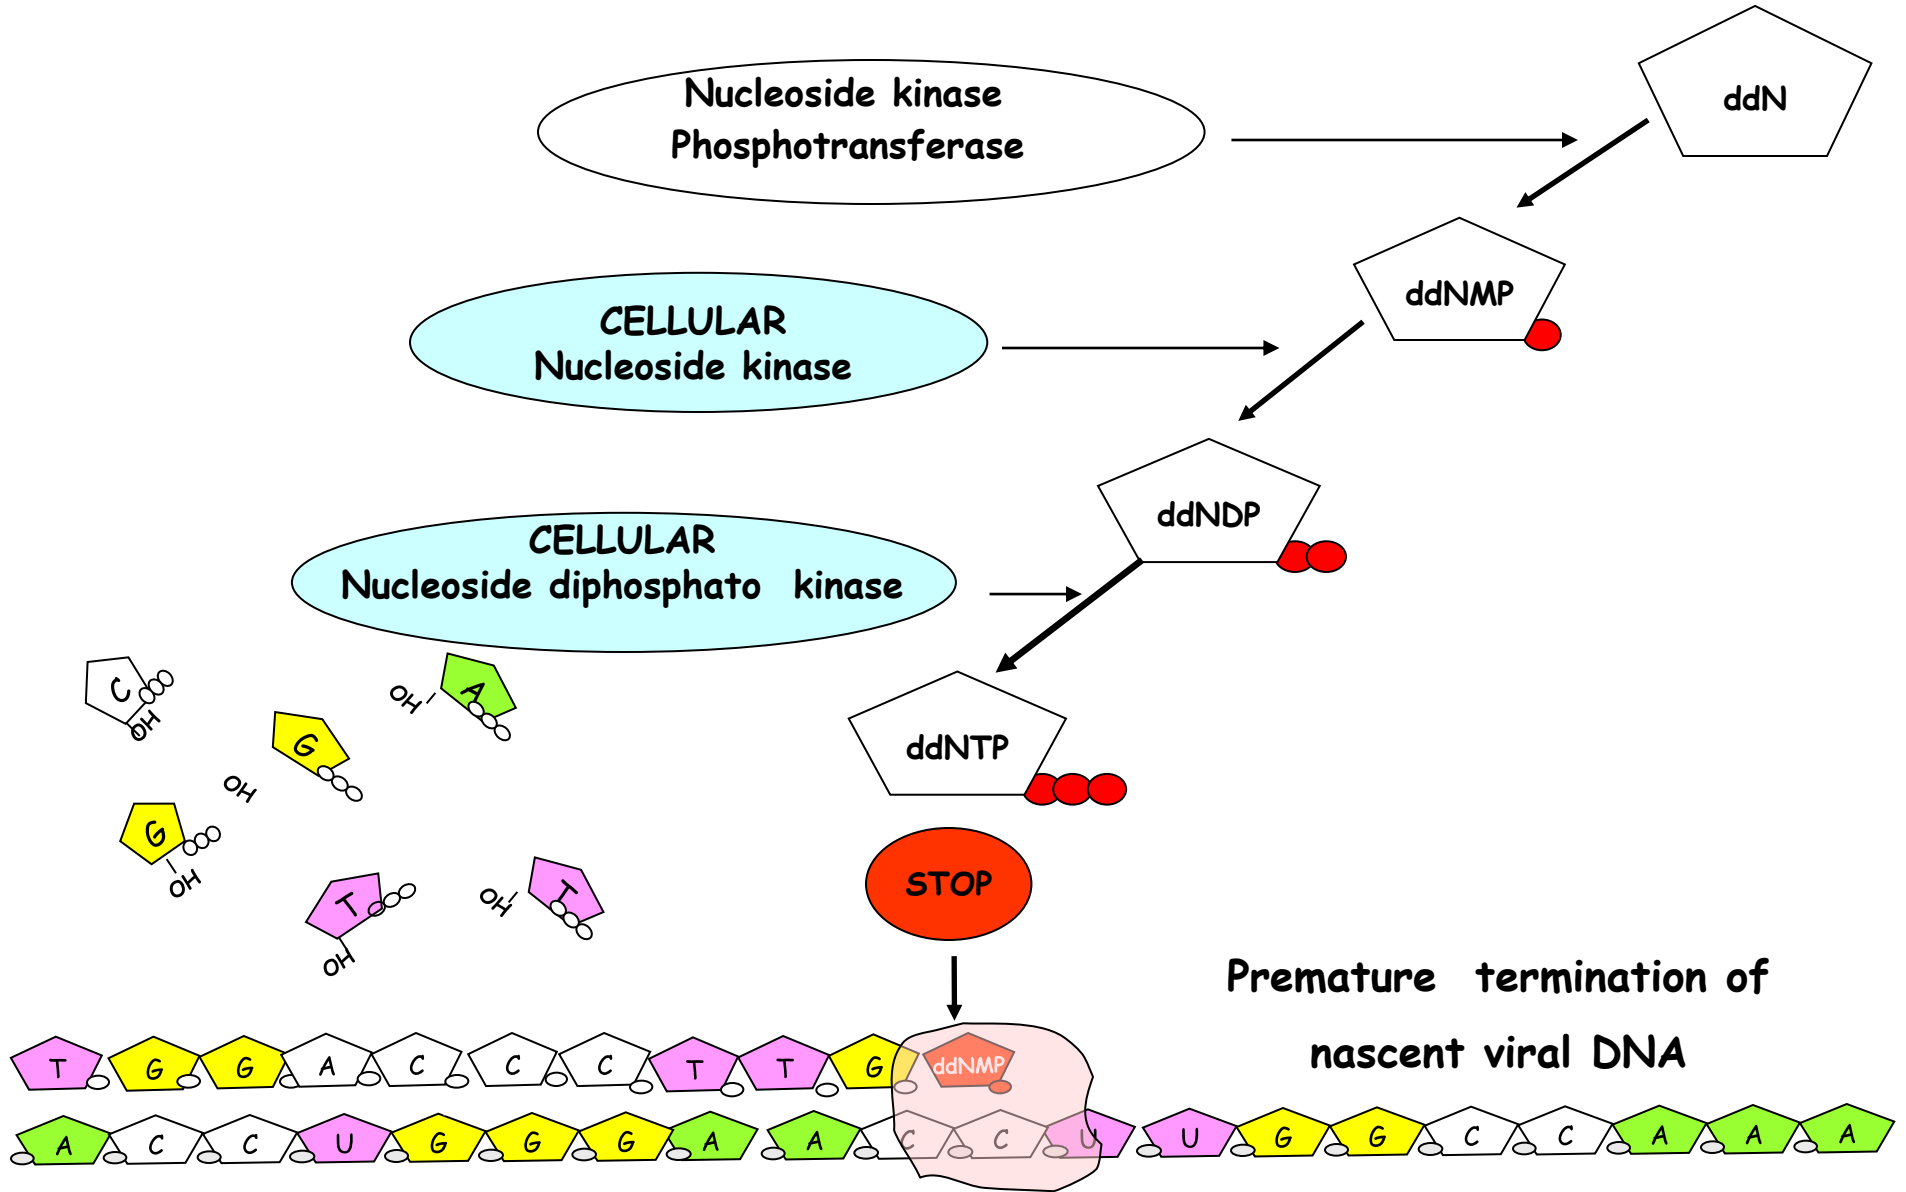 ddN
Nucleoside kinase
Phosphotransferase
ddNMP
CELLULAR
Nucleoside kinase
ddNDP
CELLULAR
Nucleoside diphosphato kinase
ddNTP
C
OH
OH
A
G
OH
G
OH
T
OH
OH
T
STOP
Premature termination of
nascent viral DNA
T G G A C C C T T G ddNMP
A C C U G G G A A C C U U G G C C A A A